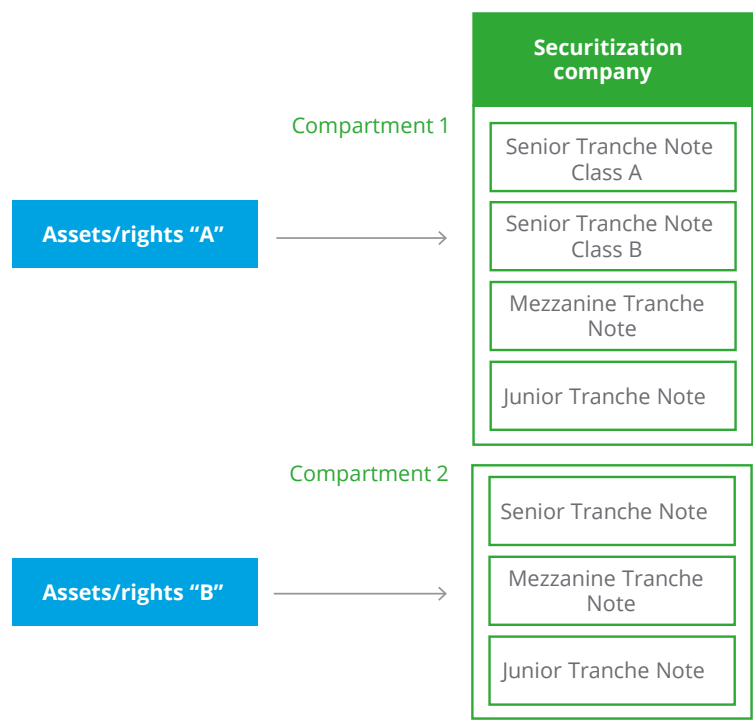 Securitization
company
Compartment 1
Senior Tranche Note
Class A
Assets/rights “A”
Senior Tranche Note
Class B
Mezzanine Tranche
Note
Junior Tranche Note
Compartment 2
Senior Tranche Note
Assets/rights “B”
Mezzanine Tranche
Note
Junior Tranche Note